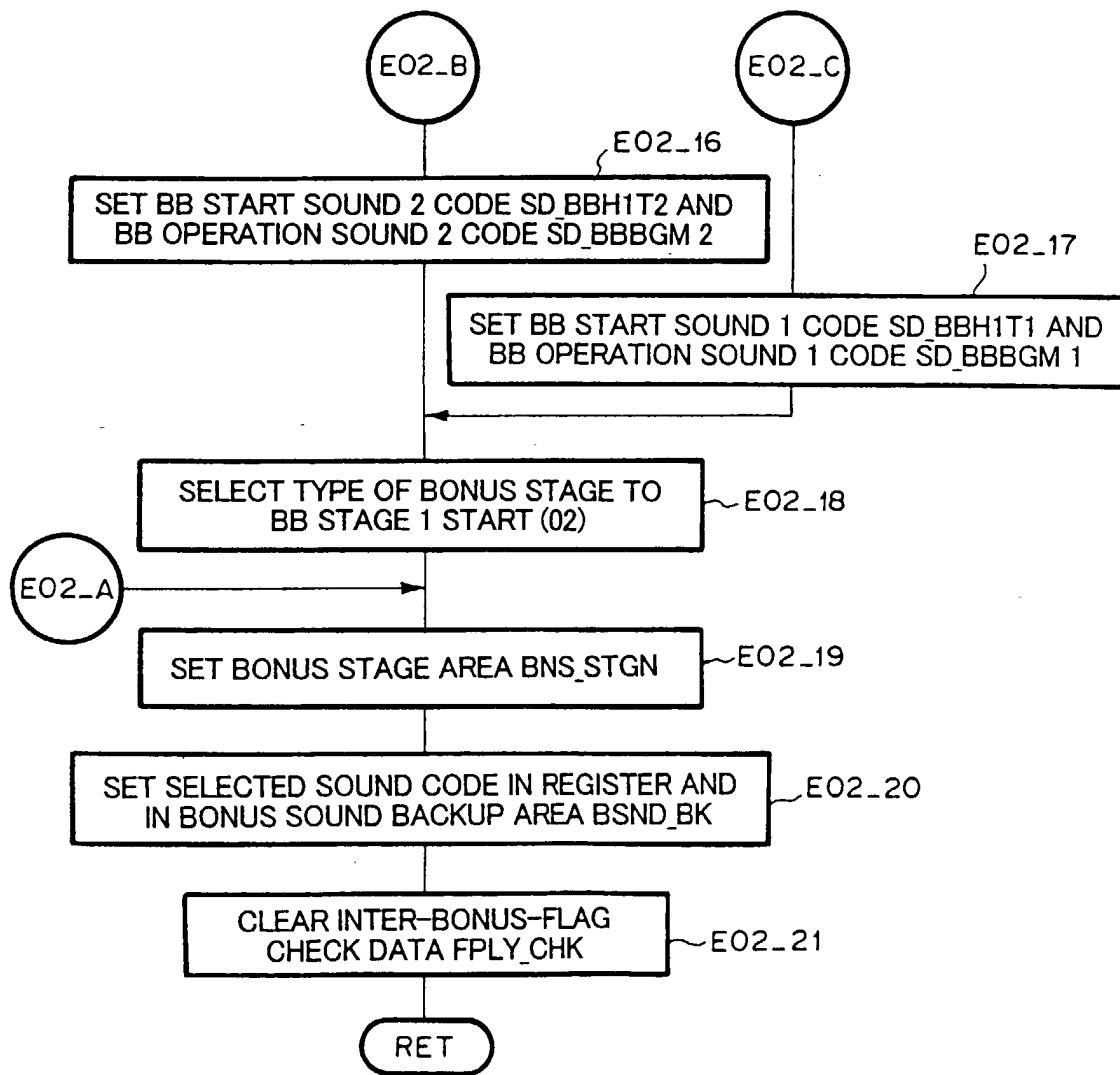 E02_B
E02_C
E02_16
SET BB START SOUND 2 CODE SD_BBH1T2 AND
BB OPERATION SOUND 2 CODE SD_BBBGM 2
E02_17
SET BB START SOUND 1 CODE SD_BBH1T1 AND
BB OPERATION SOUND 1 CODE SD_BBBGM 1
SELECT TYPE OF BONUS STAGE TO
BB STAGE 1 START (02)
E02_18
E02_A
SET BONUS STAGE AREA BNS_STGN
E02_19
SET SELECTED SOUND CODE IN REGISTER AND
IN BONUS SOUND BACKUP AREA BSND_BK
E02_20
CLEAR INTER-BONUS-FLAG
CHECK DATA FPLY_CHK
E02_21
RET